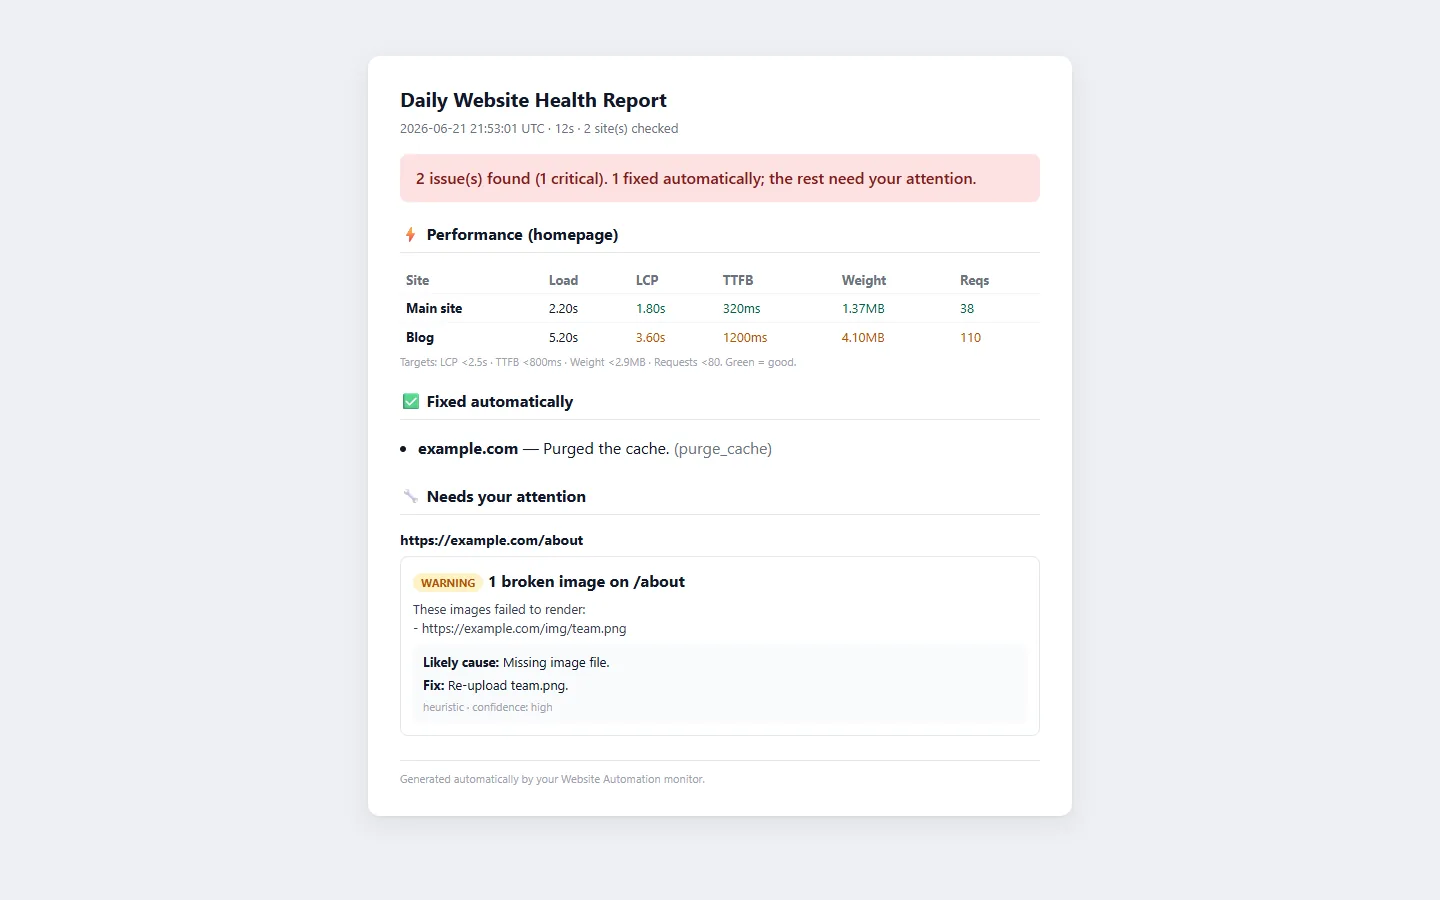 Daily Website Health Report
2026-06-21 21:53:01 UTC · 12s · 2 site(s) checked
2 issue(s) found (1 critical). 1 fixed automatically; the rest need your attention.
⚡ Performance (homepage)
Site Load LCP TTFB Weight Reqs
Main site 2.20s 1.80s 320ms 1.37MB 38
Blog 5.20s 3.60s 1200ms 4.10MB 110
Targets: LCP <2.5s · TTFB <800ms · Weight <2.9MB · Requests <80. Green = good.
✅ Fixed automatically
• example.com — Purged the cache. (purge_cache)
🔧 Needs your attention
https://example.com/about
WARNING 1 broken image on /about
These images failed to render:
- https://example.com/img/team.png
Likely cause: Missing image file.
Fix: Re-upload team.png.
heuristic · confidence: high
Generated automatically by your Website Automation monitor.